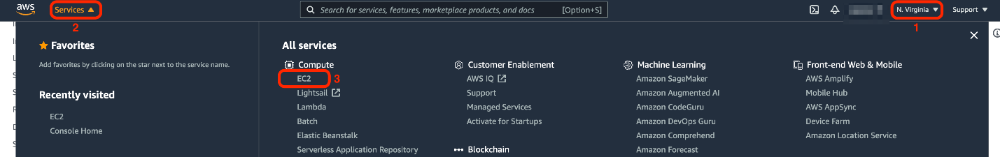 aws
Services ▲
Search for services, features, marketplace products, and docs [Option+S]
N. Virginia ▼
Support ▼
2
1
Favorites
Add favorites by clicking on the star next to the service name.
Recently visited
EC2
Console Home
All services
Compute
EC2
3
Lightsail
Lambda
Batch
Elastic Beanstalk
Serverless Application Repository
Customer Enablement
AWS IQ
Support
Managed Services
Activate for Startups
Blockchain
Machine Learning
Amazon SageMaker
Amazon Augmented AI
Amazon CodeGuru
Amazon DevOps Guru
Amazon Comprehend
Amazon Forecast
Front-end Web & Mobile
AWS Amplify
Mobile Hub
AWS AppSync
Device Farm
Amazon Location Service